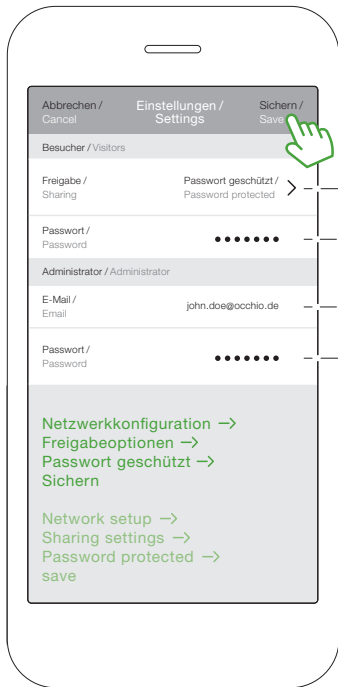 Abbrechen / Einstellungen / Sichern /
Cancel Settings Save
Besucher / Visitors
Freigabe / Passwort geschützt /
Sharing Password protected
Passwort /
Password •••••••
Administrator / Administrator
E-Mail /
Email john.doe@occhio.de
Passwort /
Password •••••••
Netzwerkkonfiguration →
Freigabeoptionen →
Passwort geschützt →
Sichern
Network setup →
Sharing settings →
Password protected →
save